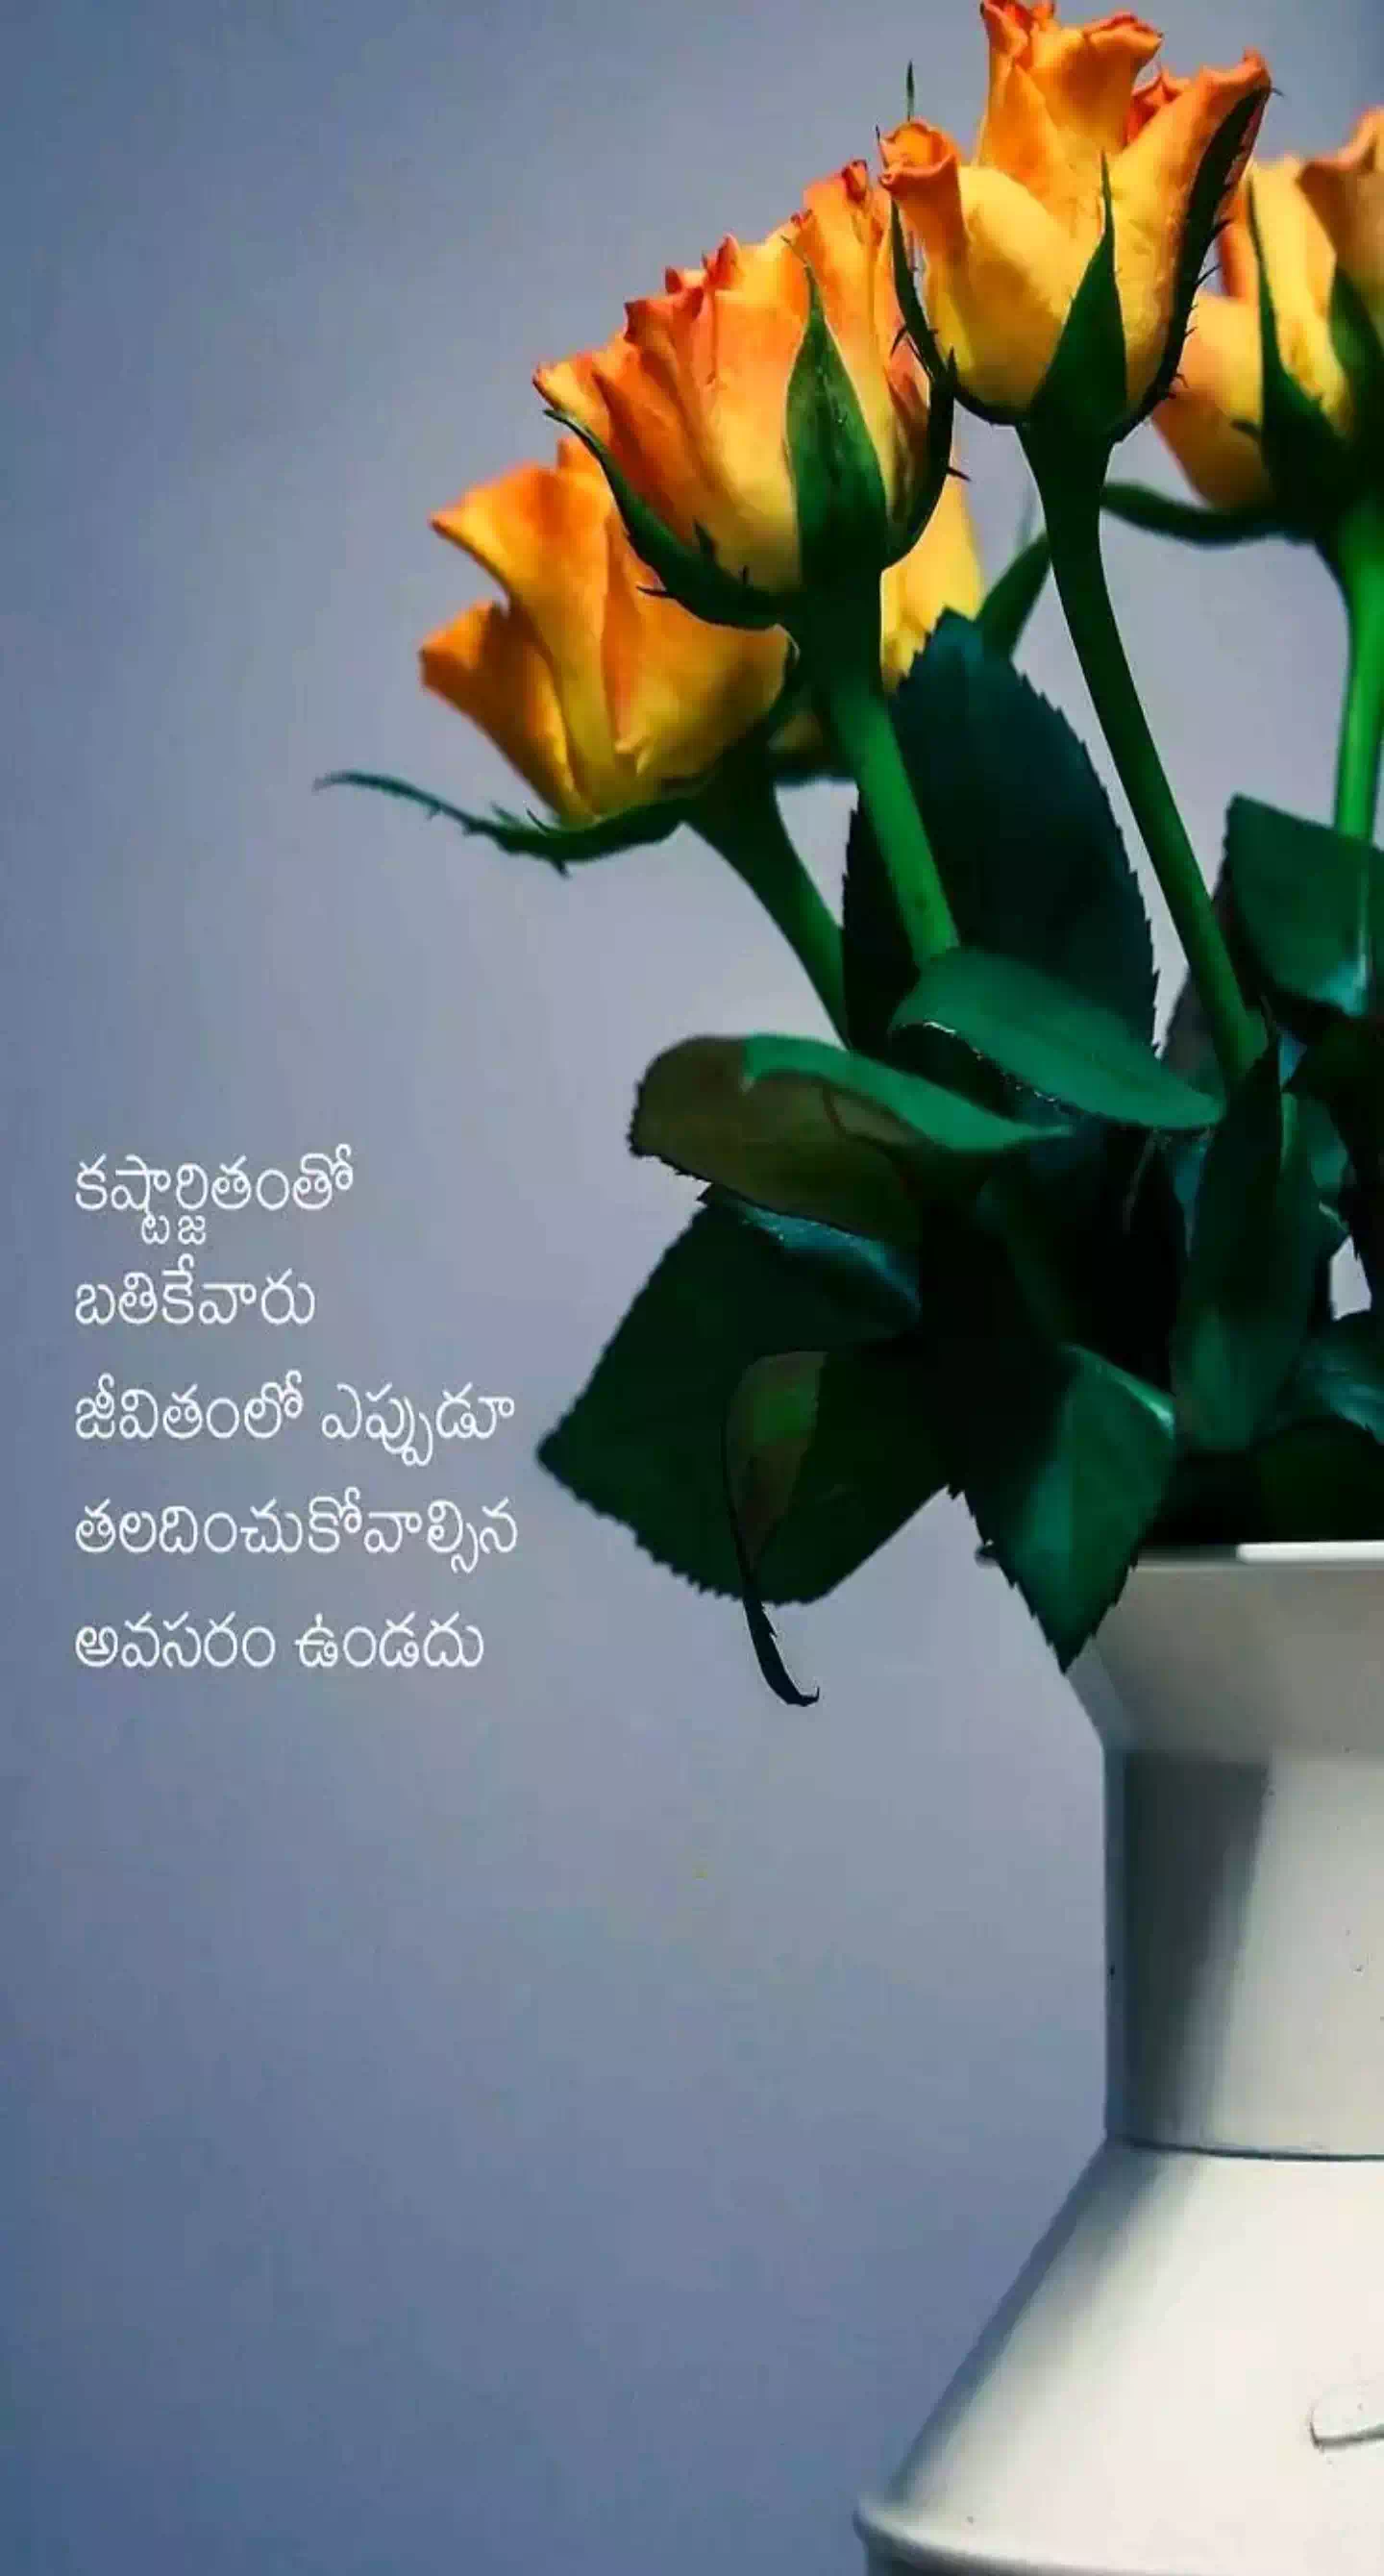 కష్టార్జితంతో
బతికేవారు
జీవితంలో ఎప్పుడూ
తలదించుకోవాల్సిన
అవసరం ఉండదు